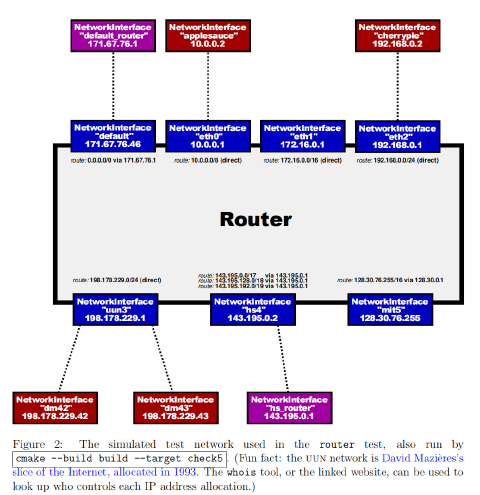 NetworkInterface
"default_router"
171.67.76.1
NetworkInterface
"applesauce"
10.0.0.2
NetworkInterface
"cherrypie"
192.168.0.2
NetworkInterface
"default"
171.67.76.46
NetworkInterface
"eth0"
10.0.0.1
NetworkInterface
"eth1"
172.16.0.1
NetworkInterface
"eth2"
192.168.0.1
route: 0.0.0.0/0 via 171.67.76.1
route: 10.0.0.0/8 (direct)
route: 172.16.0.0/16 (direct)
route: 192.168.0.0/24 (direct)
Router
route: 198.178.229.0/24 (direct)
route: 143.195.0.0/17 via 143.195.0.1
route: 143.195.128.0/18 via 143.195.0.1
route: 143.195.192.0/19 via 143.195.0.1
route: 128.30.76.255/16 via 128.30.0.1
NetworkInterface
"uun3"
198.178.229.1
NetworkInterface
"hs4"
143.195.0.2
NetworkInterface
"mit5"
128.30.76.255
NetworkInterface
"dm42"
198.178.229.42
NetworkInterface
"dm43"
198.178.229.43
NetworkInterface
"hs_router"
143.195.0.1
Figure 2: The simulated test network used in the router test, also run by
cmake --build build --target check5. (Fun fact: the UUN network is David Mazières's
slice of the Internet, allocated in 1993. The whois tool, or the linked website, can be used to
look up who controls each IP address allocation.)